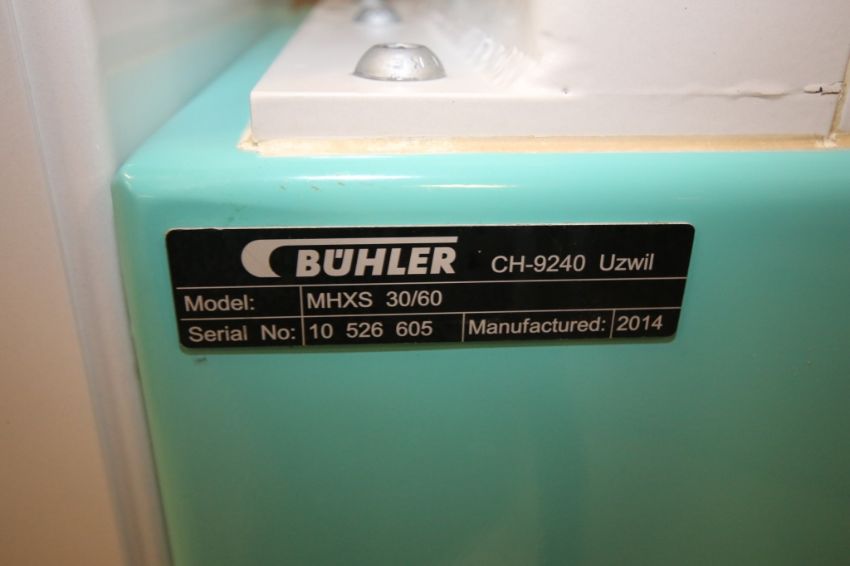 BÜHLER CH-9240 Uzwil
Model: MHXS 30/60
Serial No: 10 526 605 Manufactured: 2014